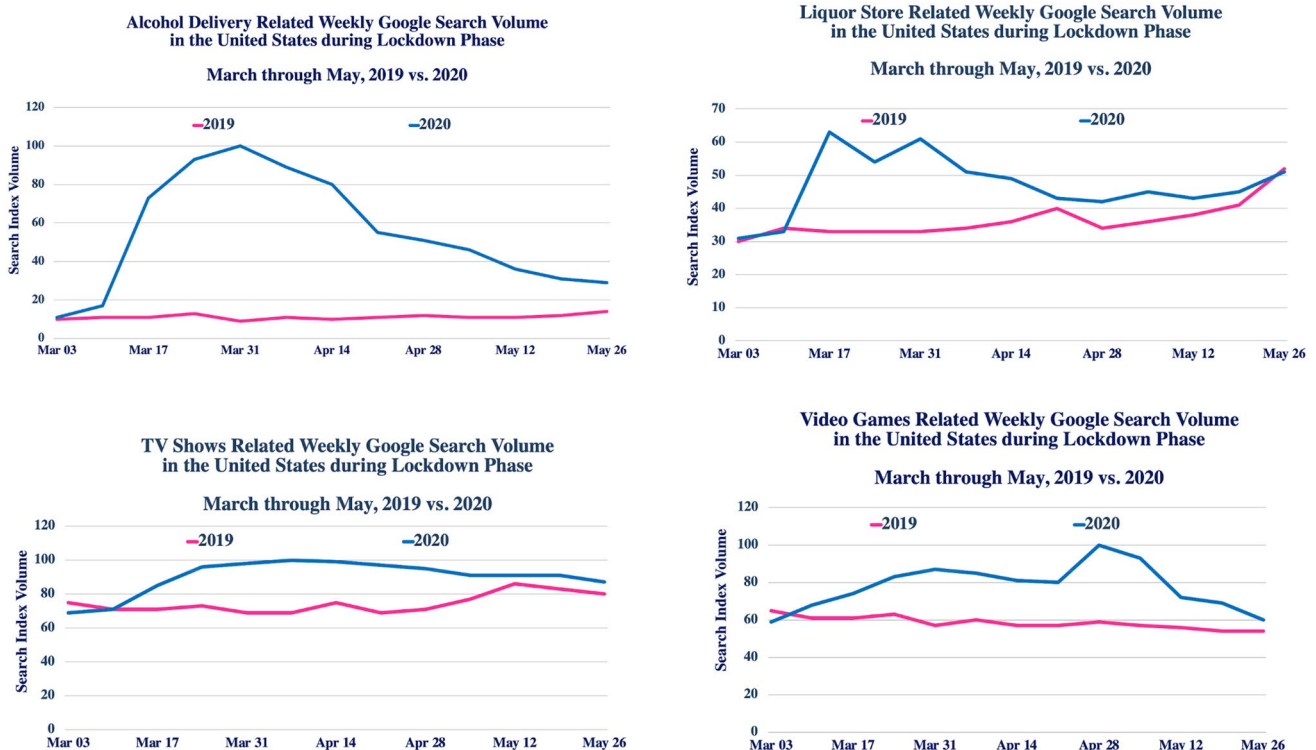 Alcohol Delivery Related Weekly Google Search Volume
in the United States during Lockdown Phase
March through May, 2019 vs. 2020
120
2019
2020
100
80
60
40
20
0
Search Index Volume
Mar 03
Mar 17
Mar 31
Apr 14
Apr 28
May 12
May 26
Liquor Store Related Weekly Google Search Volume
in the United States during Lockdown Phase
March through May, 2019 vs. 2020
70
2019
2020
60
50
40
30
20
10
0
Search Index Volume
Mar 03
Mar 17
Mar 31
Apr 14
Apr 28
May 12
May 26
TV Shows Related Weekly Google Search Volume
in the United States during Lockdown Phase
March through May, 2019 vs. 2020
120
2019
2020
100
80
60
40
20
0
Search Index Volume
Mar 03
Mar 17
Mar 31
Apr 14
Apr 28
May 12
May 26
Video Games Related Weekly Google Search Volume
in the United States during Lockdown Phase
March through May, 2019 vs. 2020
120
2019
2020
100
80
60
40
20
0
Search Index Volume
Mar 03
Mar 17
Mar 31
Apr 14
Apr 28
May 12
May 26